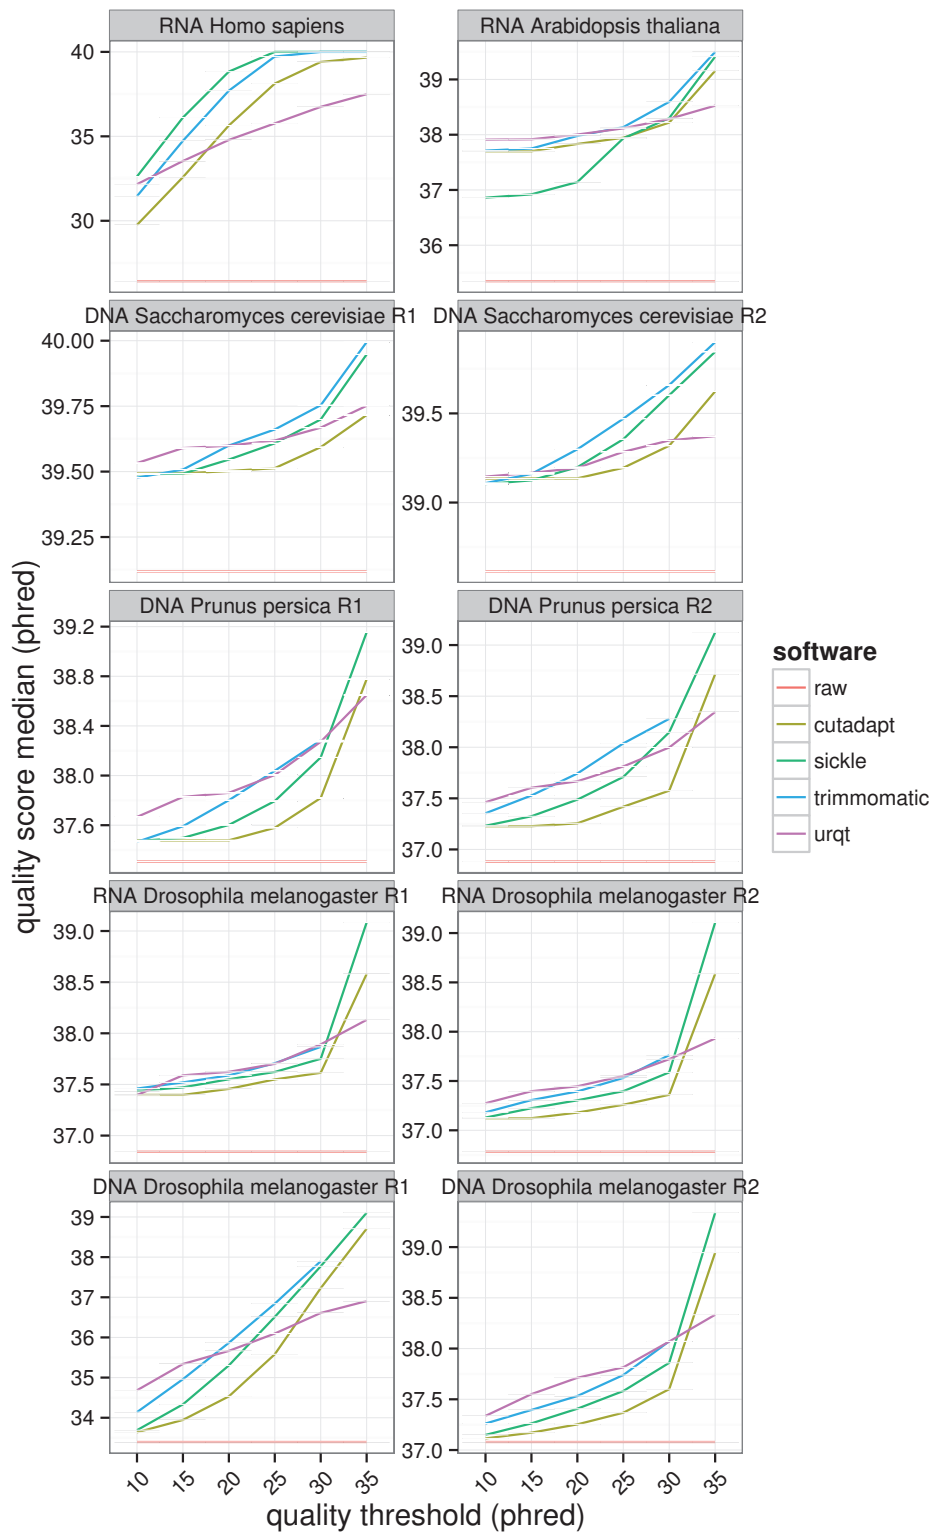 RNA Homo sapiens
RNA Arabidopsis thaliana
40
35
30
39
38
37
36
DNA Saccharomyces cerevisiae R1
DNA Saccharomyces cerevisiae R2
40.00
39.75
39.50
39.25
39.5
39.0
DNA Prunus persica R1
DNA Prunus persica R2
39.2
38.8
38.4
38.0
37.6
39.0
38.5
38.0
37.5
37.0
RNA Drosophila melanogaster R1
RNA Drosophila melanogaster R2
39.0
38.5
38.0
37.5
37.0
39.0
38.5
38.0
37.5
37.0
DNA Drosophila melanogaster R1
DNA Drosophila melanogaster R2
39
38
37
36
35
34
39.0
38.5
38.0
37.5
37.0
10 15 20 25 30 35
10 15 20 25 30 35
quality threshold (phred)
quality score median (phred)
software
raw
cutadapt
sickle
trimmomatic
urqt